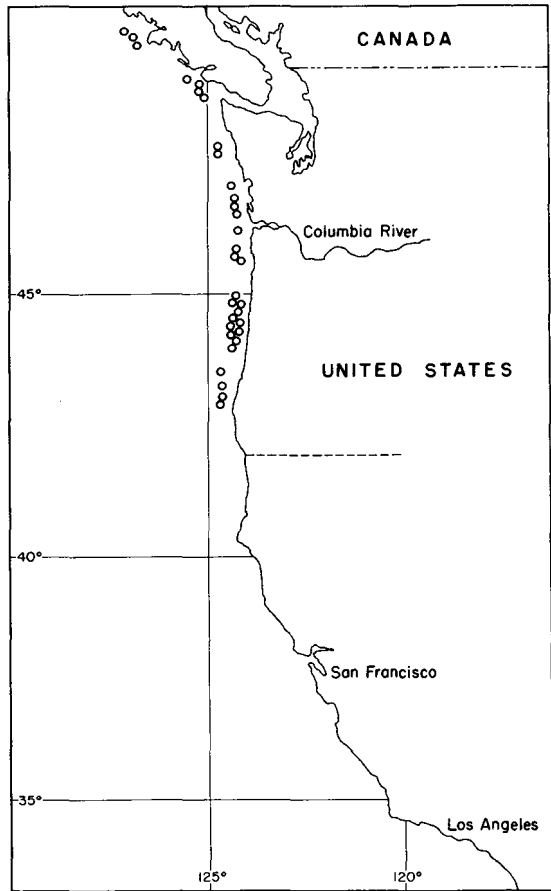 CANADA
Columbia River
45°
UNITED STATES
40°
San Francisco
35°
Los Angeles
125°
120°